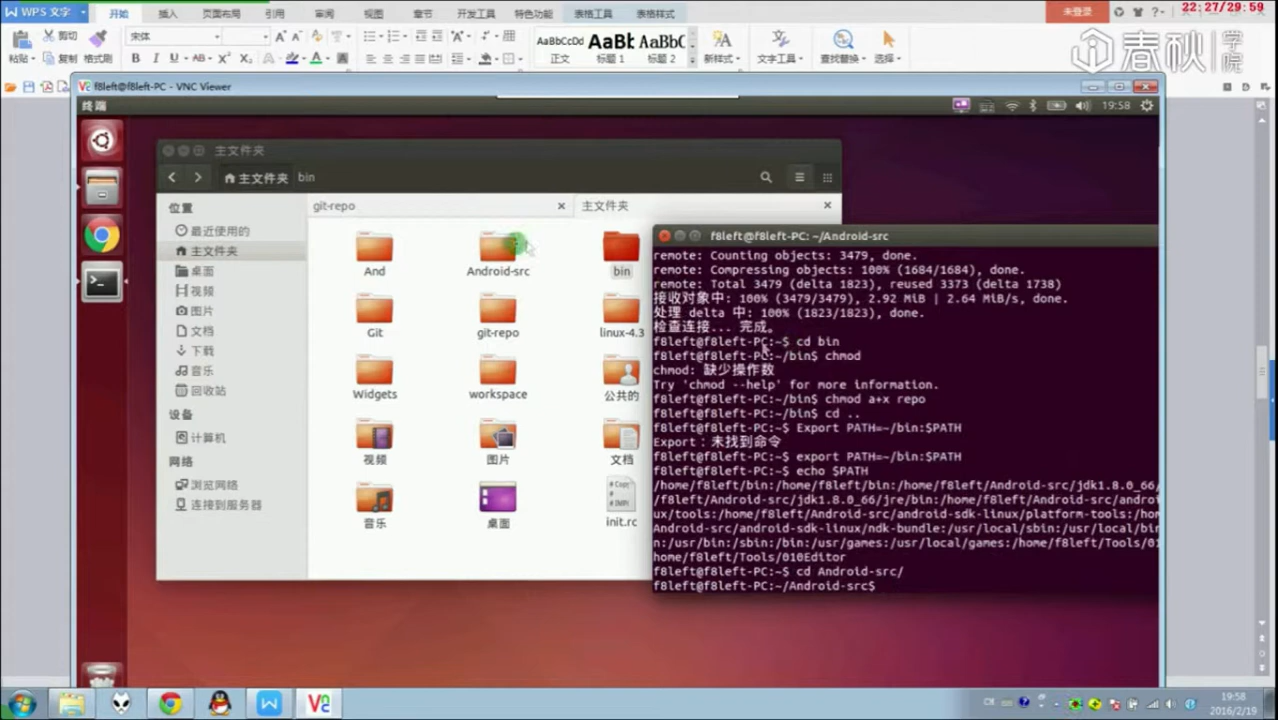 WPS 文字
开始
插入
页面布局
引用
审阅
视图
章节
开发工具
特色功能
表格工具
表格样式
未登录
22:27/29:59
粘贴
剪切
复制
格式刷
宋体
B I U
AaBbCcDd
正文
AaBb
标题 1
AaBbC
标题 2
新样式
文字工具
查找替换
选择
春秋学院
f8left@f8left-PC - VNC Viewer
终端
19:58
主文件夹
主文件夹
bin
位置
最近使用的
主文件夹
桌面
视频
图片
文档
下载
音乐
回收站
设备
计算机
网络
浏览网络
连接到服务器
git-repo
主文件夹
And
Android-src
bin
Git
git-repo
linux-4.3
Widgets
workspace
公共的
视频
图片
文档
音乐
桌面
init.rc
f8left@f8left-PC: ~/Android-src
remote: Counting objects: 3479, done.
remote: Compressing objects: 100% (1684/1684), done.
remote: Total 3479 (delta 1823), reused 3373 (delta 1738)
接收对象中: 100% (3479/3479), 2.92 MiB | 2.64 MiB/s, done.
处理 delta 中: 100% (1823/1823), done.
检查连接... 完成。
f8left@f8left-PC:~$ cd bin
f8left@f8left-PC:~/bin$ chmod
chmod: 缺少操作数
Try 'chmod --help' for more information.
f8left@f8left-PC:~/bin$ chmod a+x repo
f8left@f8left-PC:~/bin$ cd ..
f8left@f8left-PC:~$ Export PATH=~/bin:$PATH
Export：未找到命令
f8left@f8left-PC:~$ export PATH=~/bin:$PATH
f8left@f8left-PC:~$ echo $PATH
/home/f8left/bin:/home/f8left/bin:/home/f8left/Android-src/jdk1.8.0_66/
/f8left/Android-src/jdk1.8.0_66/jre/bin:/home/f8left/Android-src/androi
ux/tools:/home/f8left/Android-src/android-sdk-linux/platform-tools:/hom
Android-src/android-sdk-linux/ndk-bundle:/usr/local/sbin:/usr/local/bin
n:/usr/sbin:/bin:/usr/games:/usr/local/games:/home/f8left/Tools/010
home/f8left/Tools/010Editor
f8left@f8left-PC:~$ cd Android-src/
f8left@f8left-PC:~/Android-src$
19:58
2016/2/19